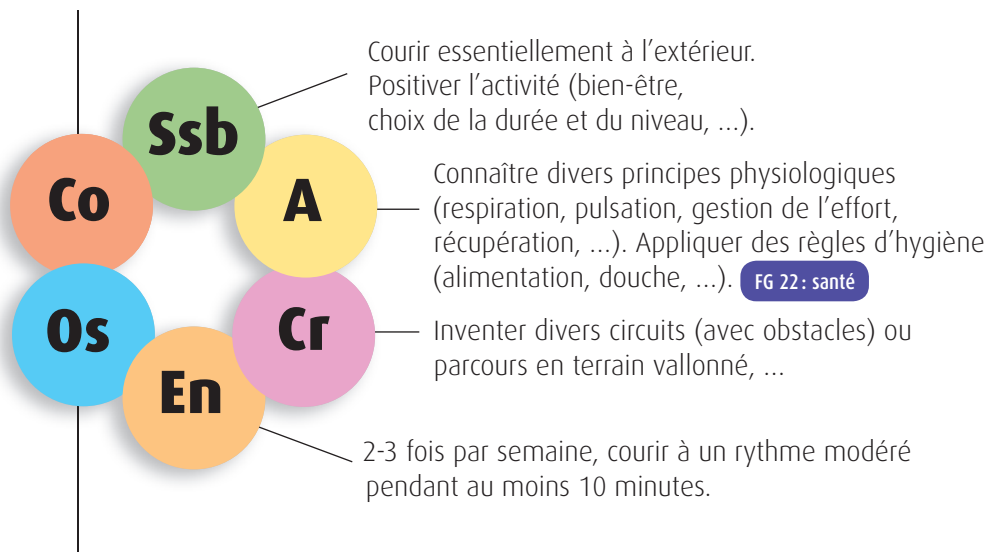 Ssb
Courir essentiellement à l’extérieur.
Positiver l’activité (bien-être,
choix de la durée et du niveau, ...).
Co
A
Connaître divers principes physiologiques
(respiration, pulsation, gestion de l’effort,
récupération, ...). Appliquer des règles d’hygiène
(alimentation, douche, ...). FG 22 : santé
Os
Cr
Inventer divers circuits (avec obstacles) ou
parcours en terrain vallonné, ...
En
2-3 fois par semaine, courir à un rythme modéré
pendant au moins 10 minutes.